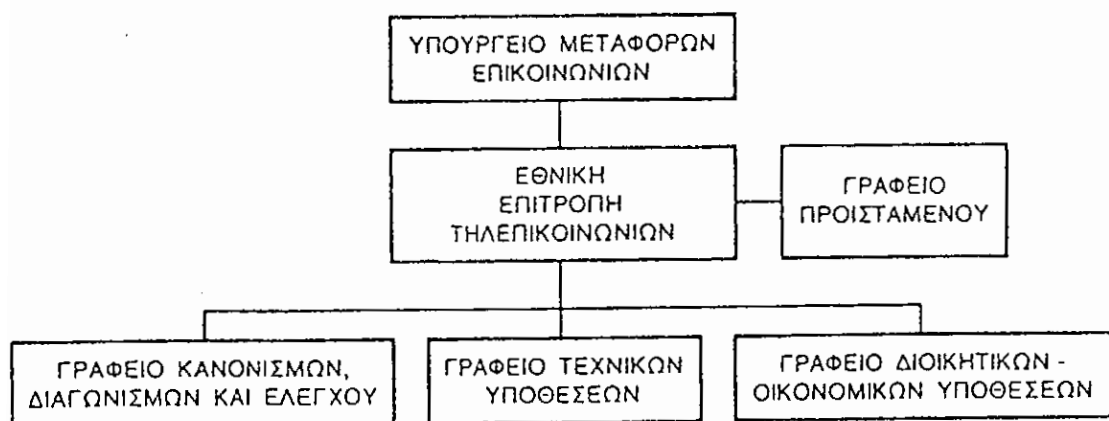 ΥΠΟΥΡΓΕΙΟ ΜΕΤΑΦΟΡΩΝ
ΕΠΙΚΟΙΝΩΝΙΩΝ
ΕΘΝΙΚΗ
ΕΠΙΤΡΟΠΗ
ΤΗΛΕΠΙΚΟΙΝΩΝΙΩΝ
ΓΡΑΦΕΙΟ
ΠΡΟΙΣΤΑΜΕΝΟΥ
ΓΡΑΦΕΙΟ ΚΑΝΟΝΙΣΜΩΝ,
ΔΙΑΓΩΝΙΣΜΩΝ ΚΑΙ ΕΛΕΓΧΟΥ
ΓΡΑΦΕΙΟ ΤΕΧΝΙΚΩΝ
ΥΠΟΘΕΣΕΩΝ
ΓΡΑΦΕΙΟ ΔΙΟΙΚΗΤΙΚΩΝ -
ΟΙΚΟΝΟΜΙΚΩΝ ΥΠΟΘΕΣΕΩΝ